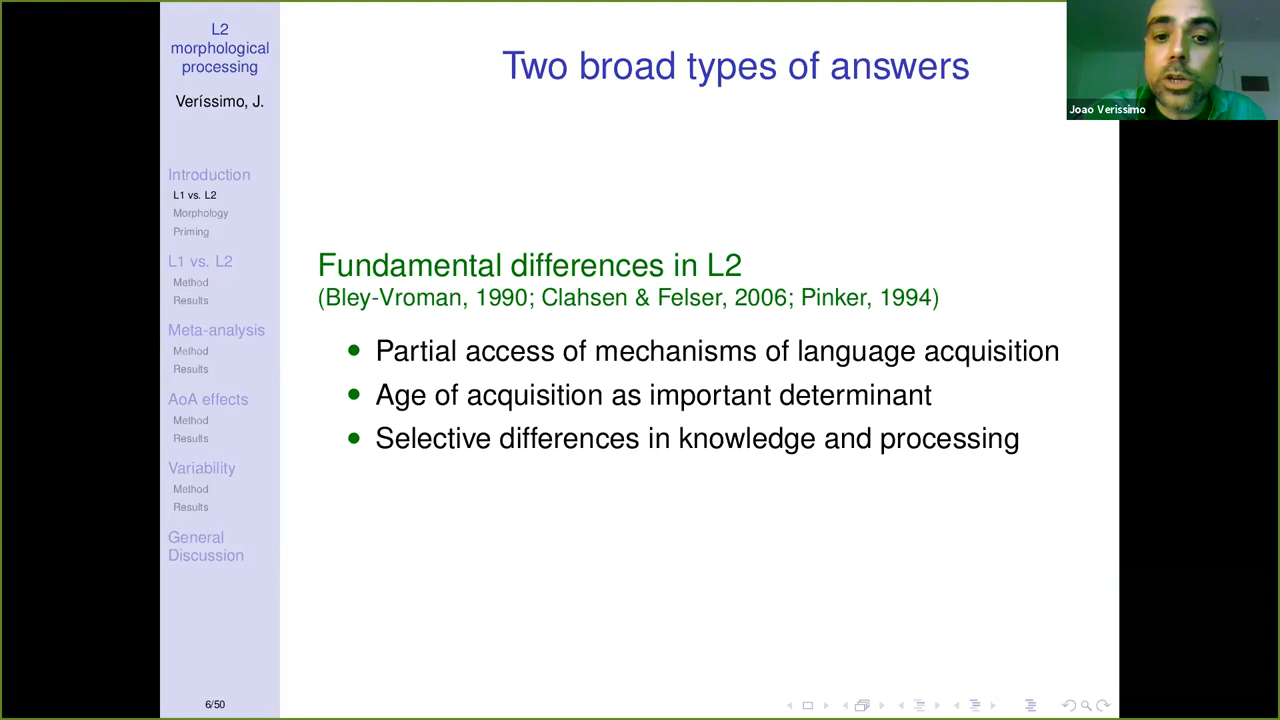 L2
morphological
processing
Veríssimo, J.
Introduction
L1 vs. L2
Morphology
Priming
L1 vs. L2
Method
Results
Meta-analysis
Method
Results
AoA effects
Method
Results
Variability
Method
Results
General
Discussion
6/50
Two broad types of answers
Fundamental differences in L2
(Bley-Vroman, 1990; Clahsen & Felser, 2006; Pinker, 1994)
• Partial access of mechanisms of language acquisition
• Age of acquisition as important determinant
• Selective differences in knowledge and processing
Joao Verissimo